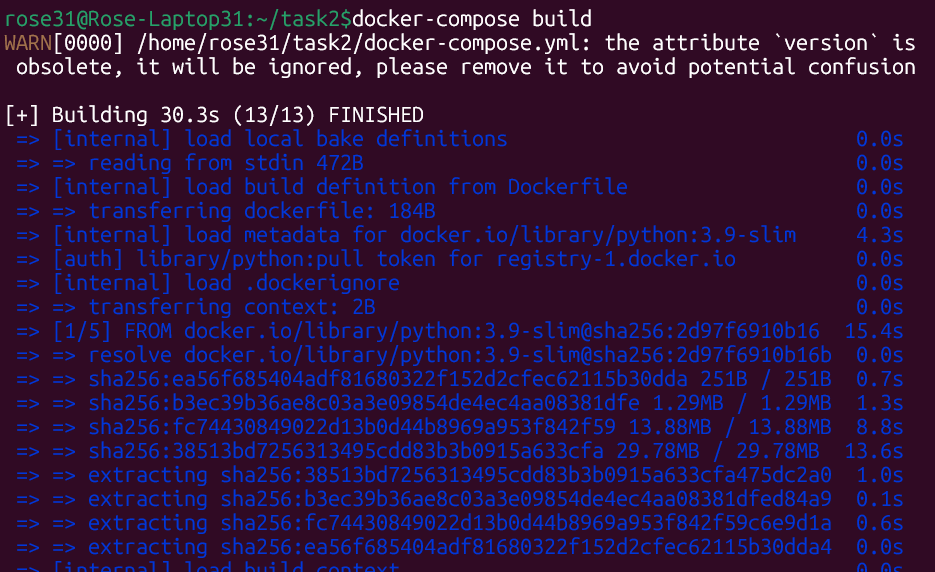 rose31@Rose-Laptop31:~/task2$docker-compose build
WARN[0000] /home/rose31/task2/docker-compose.yml: the attribute `version` is
obsolete, it will be ignored, please remove it to avoid potential confusion
[+] Building 30.3s (13/13) FINISHED
=> [internal] load local bake definitions 0.0s
=> => reading from stdin 472B 0.0s
=> [internal] load build definition from Dockerfile 0.0s
=> => transferring dockerfile: 184B 0.0s
=> [internal] load metadata for docker.io/library/python:3.9-slim 4.3s
=> [auth] library/python:pull token for registry-1.docker.io 0.0s
=> [internal] load .dockerignore 0.0s
=> => transferring context: 2B 0.0s
=> [1/5] FROM docker.io/library/python:3.9-slim@sha256:2d97f6910b16 15.4s
=> => resolve docker.io/library/python:3.9-slim@sha256:2d97f6910b16b 0.0s
=> => sha256:ea56f685404adf81680322f152d2cfec62115b30dda 251B / 251B 0.7s
=> => sha256:b3ec39b36ae8c03a3e09854de4ec4aa08381dfe 1.29MB / 1.29MB 1.3s
=> => sha256:fc74430849022d13b0d44b8969a953f842f59 13.88MB / 13.88MB 8.8s
=> => sha256:38513bd7256313495cdd83b3b0915a633cfa 29.78MB / 29.78MB 13.6s
=> => extracting sha256:38513bd7256313495cdd83b3b0915a633cfa475dc2a0 1.0s
=> => extracting sha256:b3ec39b36ae8c03a3e09854de4ec4aa08381dfed84a9 0.1s
=> => extracting sha256:fc74430849022d13b0d44b8969a953f842f59c6e9d1a 0.6s
=> => extracting sha256:ea56f685404adf81680322f152d2cfec62115b30dda4 0.0s
=> [internal] load build context 0.0s